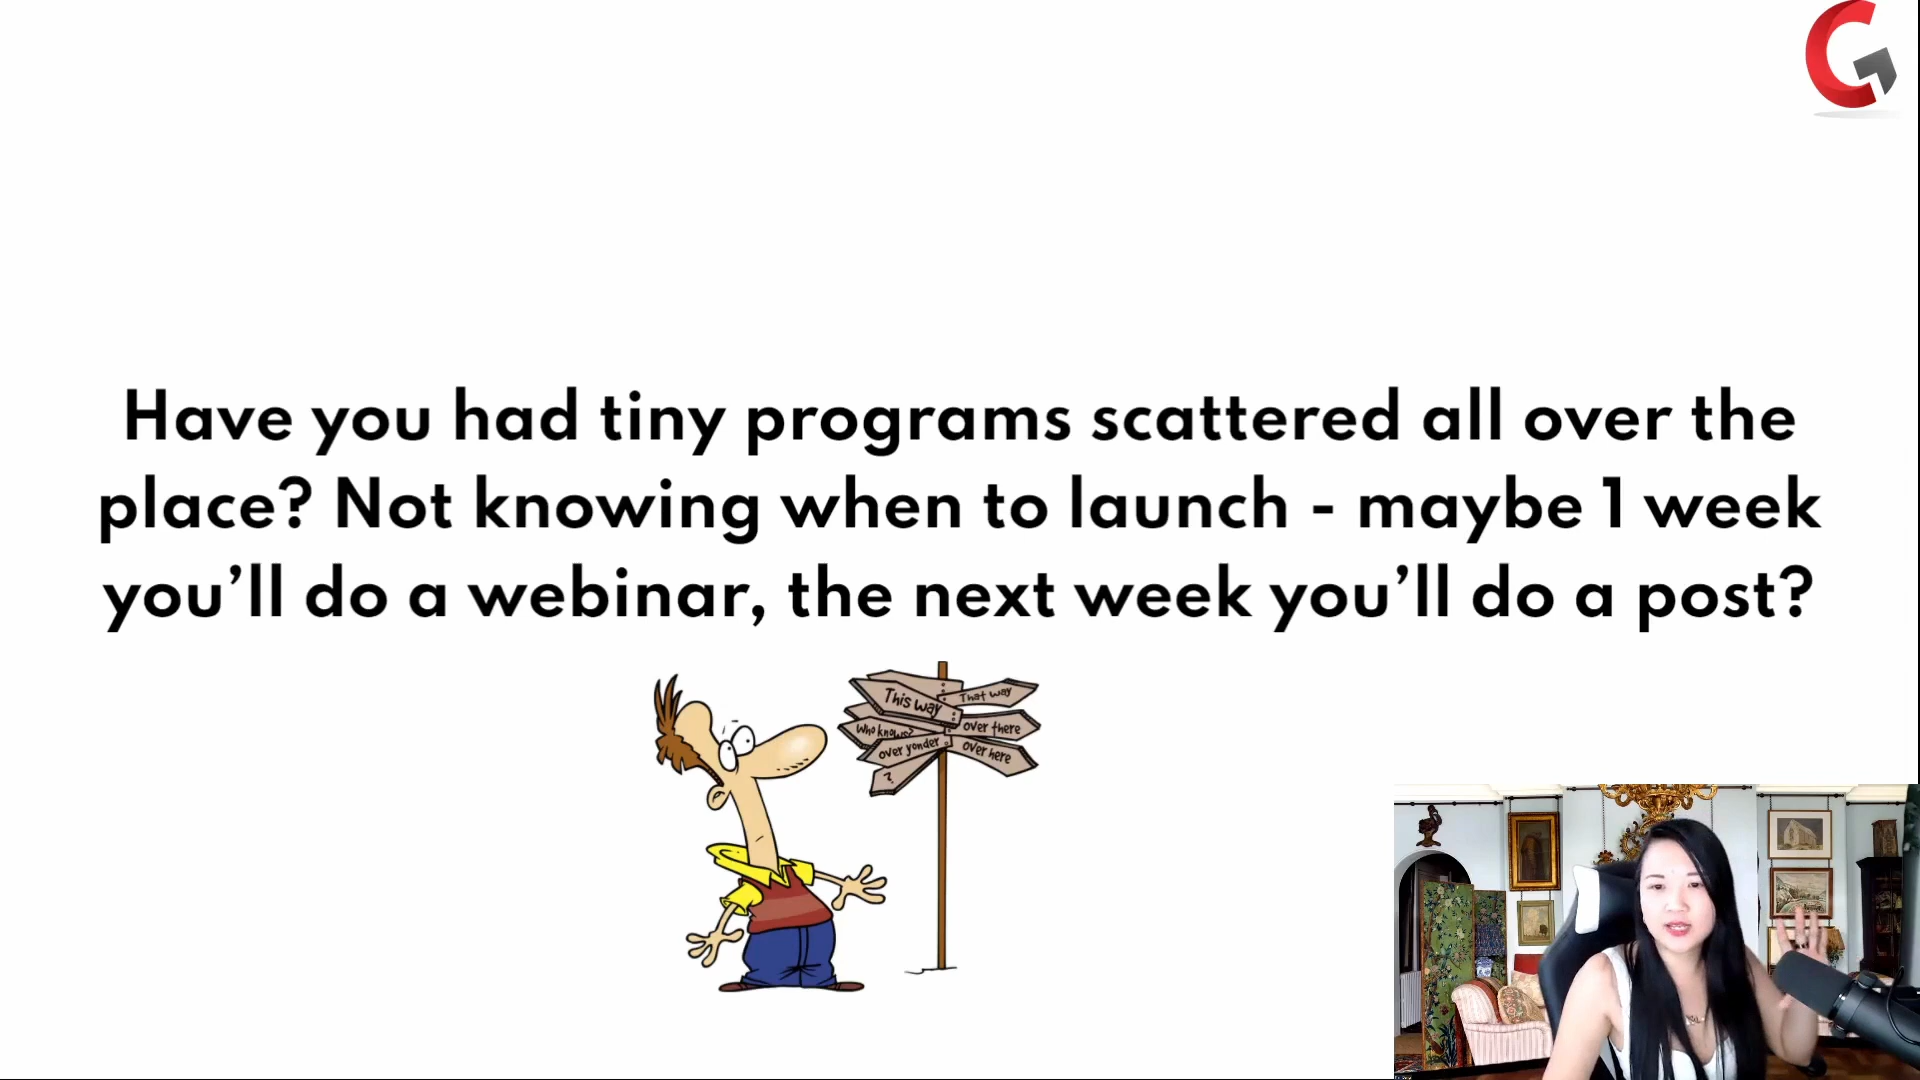 Have you had tiny programs scattered all over the
place? Not knowing when to launch - maybe 1 week
you’ll do a webinar, the next week you’ll do a post?
This way
That way
Who knows?
over there
over yonder
over here
?